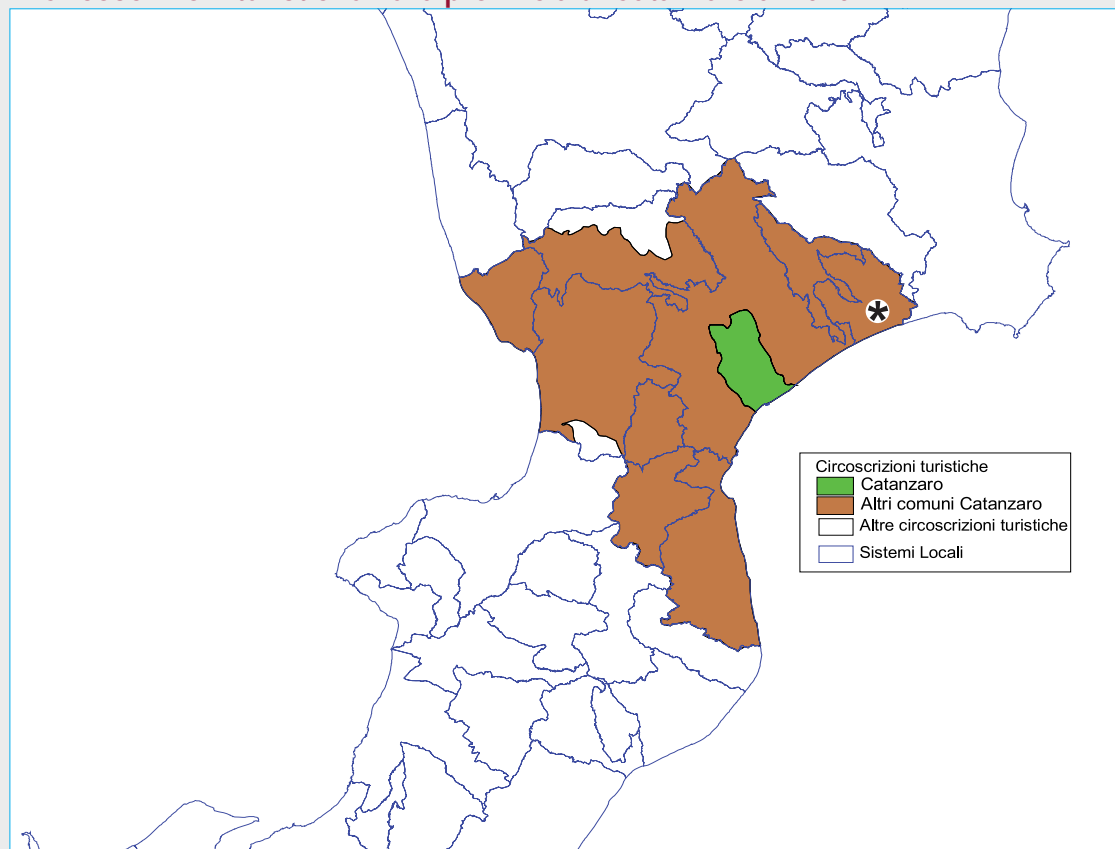 Circoscrizioni turistiche
Catanzaro
Altri comuni Catanzaro
Altre circoscrizioni turistiche
Sistemi Locali
*